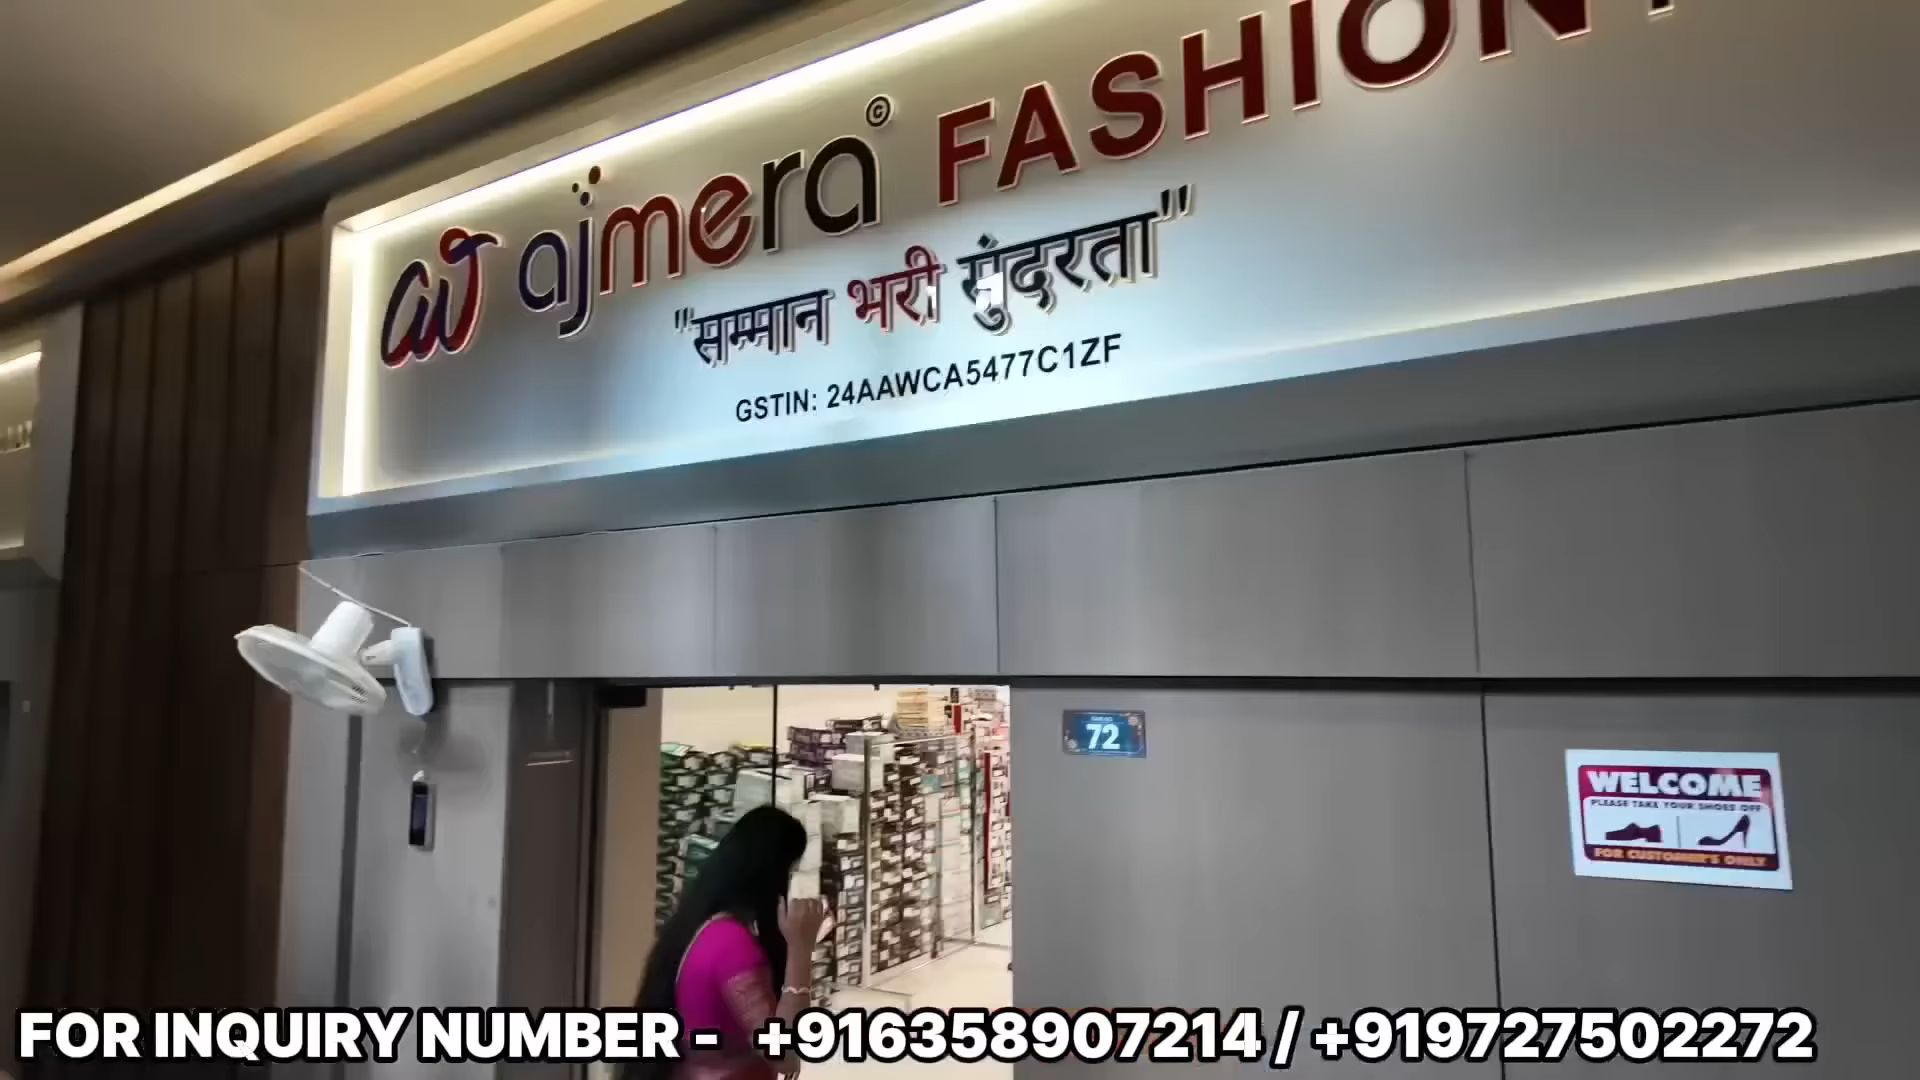 ajmera© FASHION
"सम्मान भरी सुंदरता"
GSTIN: 24AAWCA5477C1ZF
72
WELCOME
PLEASE TAKE YOUR SHOES OFF
FOR CUSTOMER'S ONLY
FOR INQUIRY NUMBER - +916358907214 / +919727502272